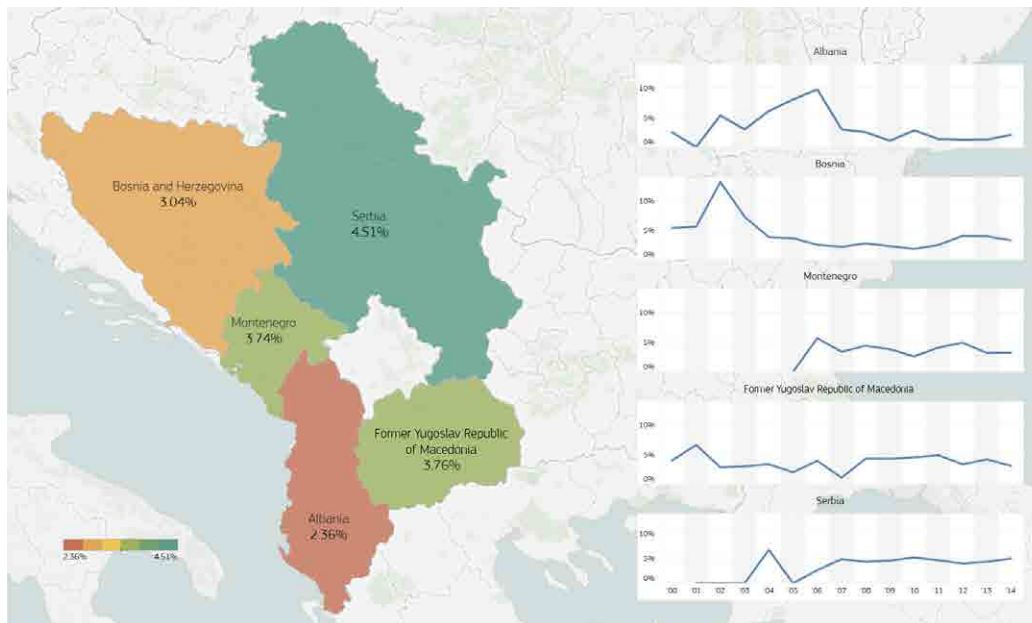 Bosnia and Herzegovina
3.04%
Serbia
4.51%
Montenegro
3.74%
Former Yugoslav Republic
of Macedonia
3.76%
Albania
2.36%
2.36% 4.51%
Albania
10%
5%
0%
Bosnia
10%
5%
0%
Montenegro
10%
5%
0%
Former Yugoslav Republic of Macedonia
10%
5%
0%
Serbia
10%
5%
0%
'00 '01 '02 '03 '04 '05 '06 '07 '08 '09 '10 '11 '12 '13 '14